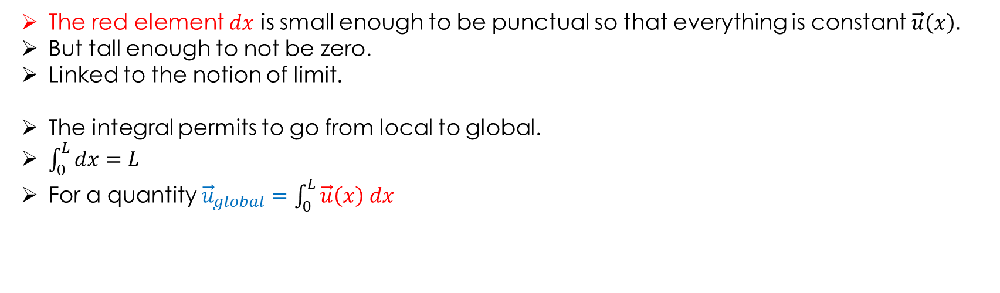 ➢ The red element dx is small enough to be punctual so that everything is constant u⃗(x).
➢ But tall enough to not be zero.
➢ Linked to the notion of limit.
➢ The integral permits to go from local to global.
➢ ∫₀ᴸ dx = L
➢ For a quantity u⃗_global = ∫₀ᴸ u⃗(x) dx